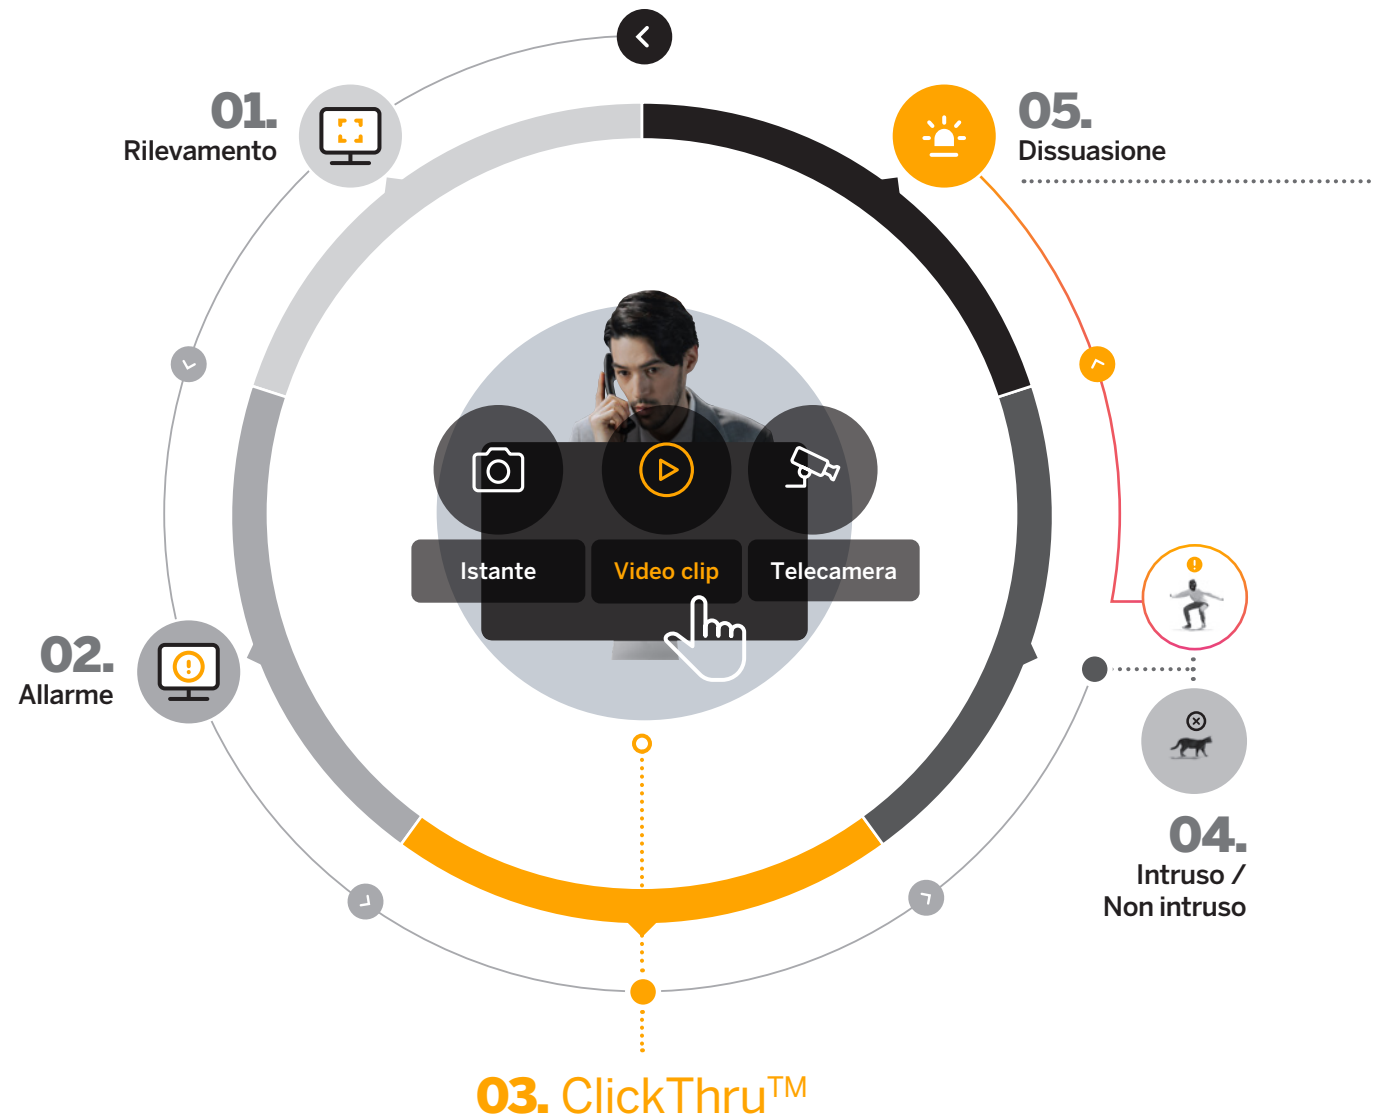 01.
Rilevamento
05.
Dissuasione
Istante
Video clip
Telecamera
02.
Allarme
04.
Intruso /
Non intruso
03. ClickThru™